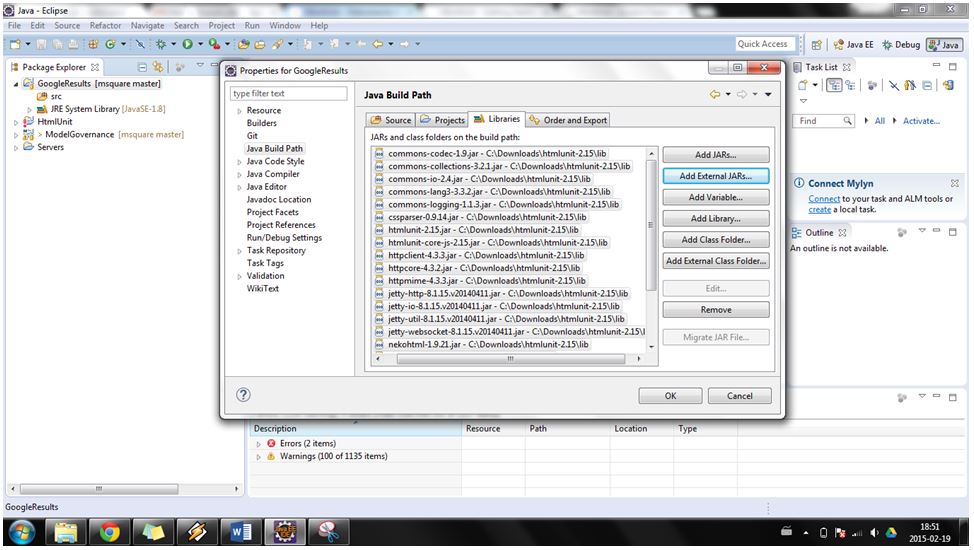 Java - Eclipse
File Edit Source Refactor Navigate Search Project Run Window Help
Quick Access
Java EE
Debug
Java
Package Explorer
GoogleResults [msquare master]
src
JRE System Library [JavaSE-1.8]
HtmlUnit
> ModelGovernance [msquare master]
Servers
Properties for GoogleResults
type filter text
Resource
Builders
Git
Java Build Path
Java Code Style
Java Compiler
Java Editor
Javadoc Location
Project Facets
Project References
Run/Debug Settings
Task Repository
Task Tags
Validation
WikiText
Java Build Path
Source Projects Libraries Order and Export
JARs and class folders on the build path:
commons-codec-1.9.jar - C:\Downloads\htmlunit-2.15\lib
commons-collections-3.2.1.jar - C:\Downloads\htmlunit-2.15\lib
commons-io-2.4.jar - C:\Downloads\htmlunit-2.15\lib
commons-lang3-3.3.2.jar - C:\Downloads\htmlunit-2.15\lib
commons-logging-1.1.3.jar - C:\Downloads\htmlunit-2.15\lib
cssparser-0.9.14.jar - C:\Downloads\htmlunit-2.15\lib
htmlunit-2.15.jar - C:\Downloads\htmlunit-2.15\lib
htmlunit-core-js-2.15.jar - C:\Downloads\htmlunit-2.15\lib
httpclient-4.3.3.jar - C:\Downloads\htmlunit-2.15\lib
httpcore-4.3.2.jar - C:\Downloads\htmlunit-2.15\lib
httpmime-4.3.3.jar - C:\Downloads\htmlunit-2.15\lib
jetty-http-8.1.15.v20140411.jar - C:\Downloads\htmlunit-2.15\lib
jetty-io-8.1.15.v20140411.jar - C:\Downloads\htmlunit-2.15\lib
jetty-util-8.1.15.v20140411.jar - C:\Downloads\htmlunit-2.15\lib
jetty-websocket-8.1.15.v20140411.jar - C:\Downloads\htmlunit-2.15\l
nekohtml-1.9.21.jar - C:\Downloads\htmlunit-2.15\lib
Add JARs...
Add External JARs...
Add Variable...
Add Library...
Add Class Folder...
Add External Class Folder...
Edit...
Remove
Migrate JAR File...
OK
Cancel
Task List
Find
All
Activate...
Connect Mylyn
Connect to your task and ALM tools or
create a local task.
Outline
An outline is not available.
Description Resource Path Location Type
Errors (2 items)
Warnings (100 of 1135 items)
GoogleResults
18:51
2015-02-19